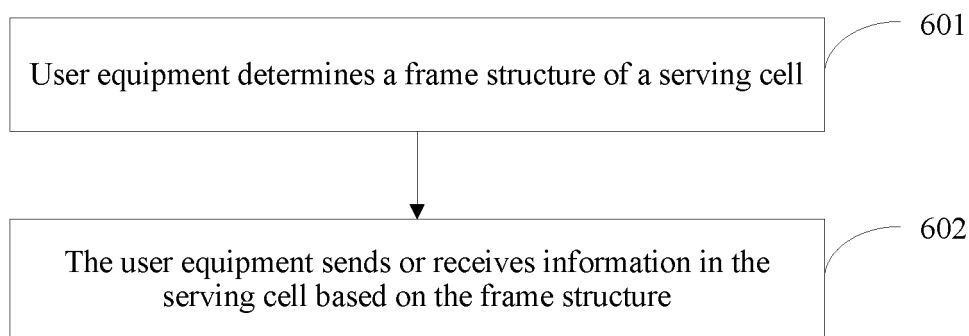 601
User equipment determines a frame structure of a serving cell
602
The user equipment sends or receives information in the
serving cell based on the frame structure